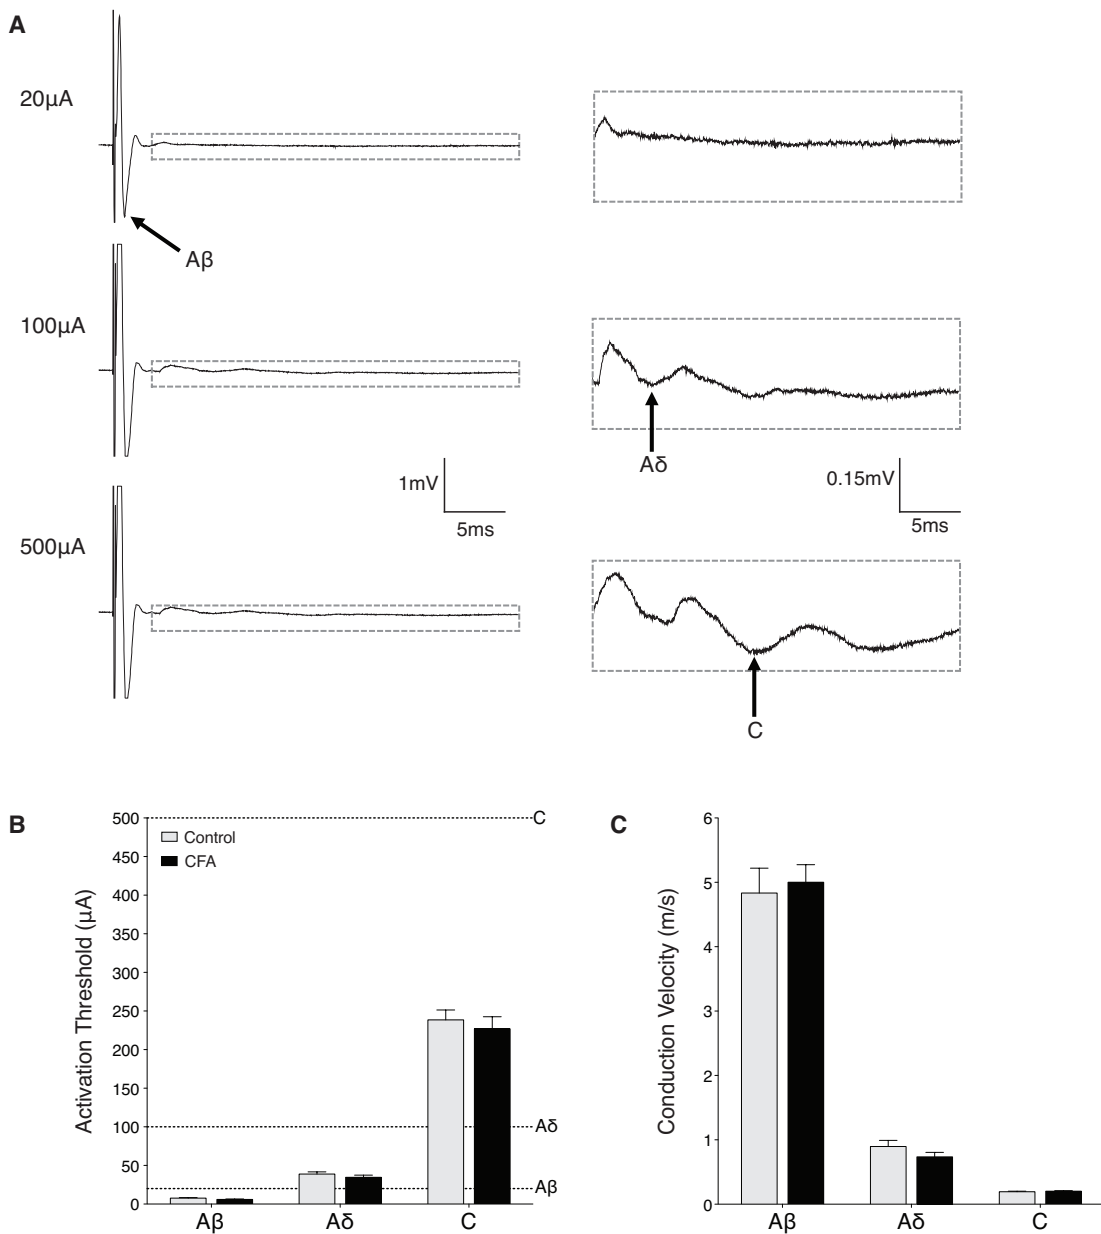 A
20μA
Aβ
100μA
Aδ
1mV
5ms
0.15mV
5ms
500μA
C
B
500
450
400
350
300
250
200
150
100
50
0
Activation Threshold (μA)
Control
CFA
C
Aδ
Aβ
Aβ
Aδ
C
C
6
5
4
3
2
1
0
Conduction Velocity (m/s)
Aβ
Aδ
C